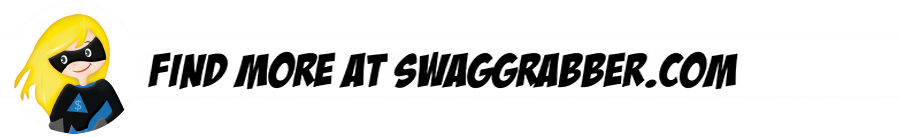 FIND MORE AT SWAGGRABBER.COM
$